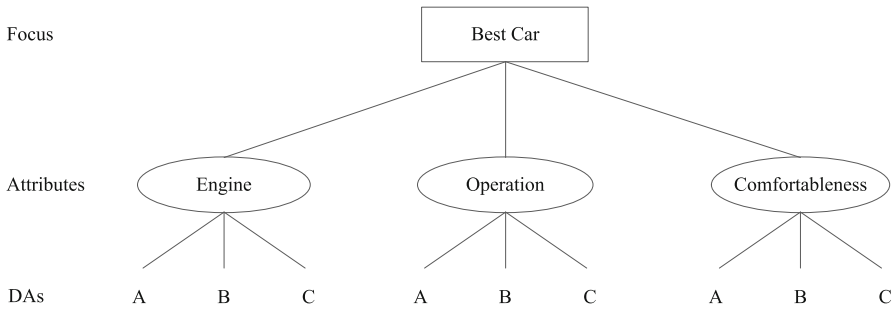 Focus Best Car
Attributes Engine Operation Comfortableness
DAs A B C A B C A B C